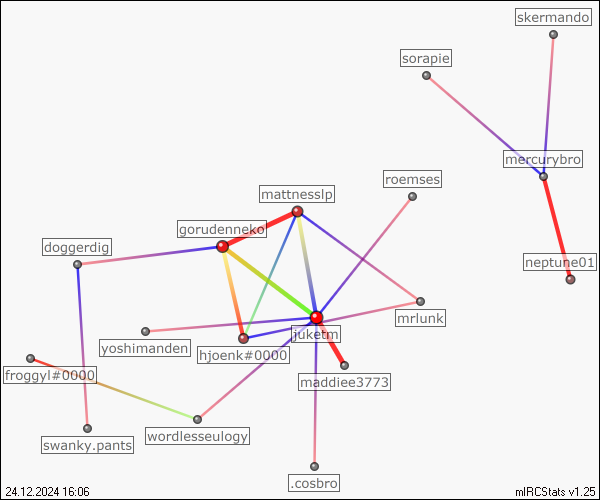 skermando
sorapie
mercurybro
roemses
mattnesslp
gorudenneko
doggerdig
neptune01
mrlunk
juketm
yoshimanden
hjoenk#0000
froggyl#0000
maddiee3773
wordlesseulogy
swanky.pants
.cosbro
24.12.2024 16:06
mIRCStats v1.25